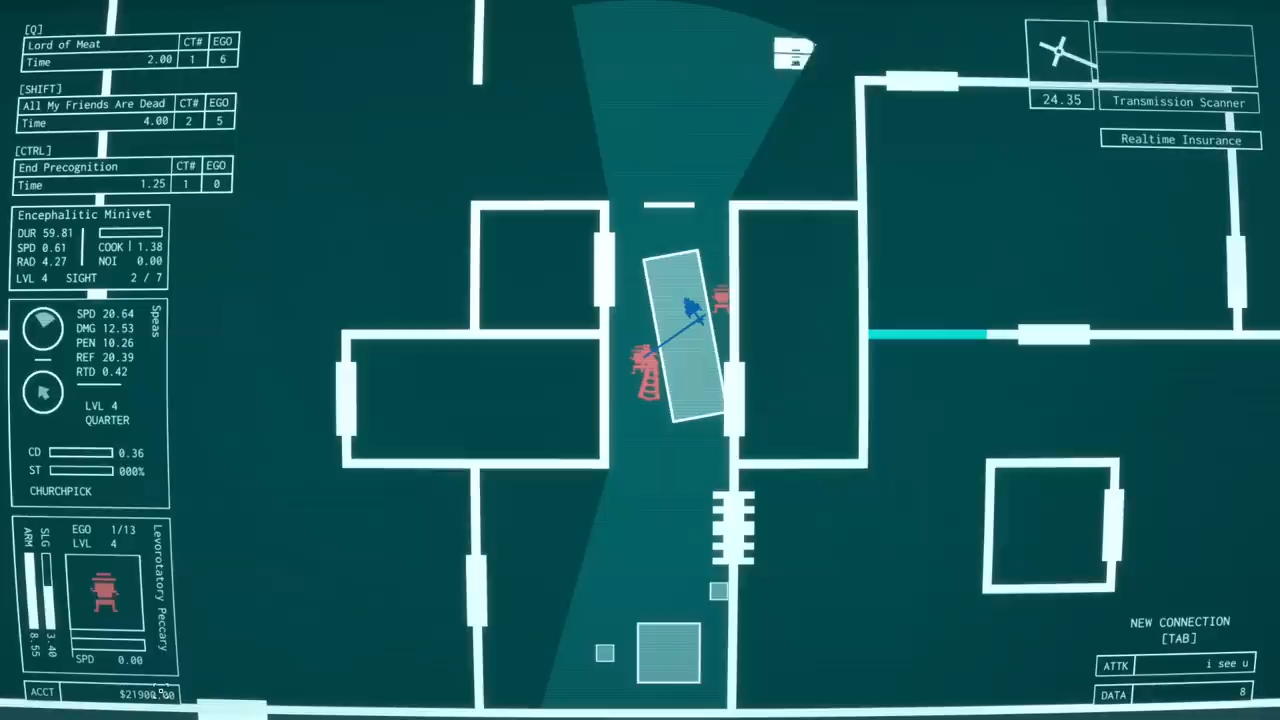 [Q]
Lord of Meat CT# EGO
Time 2.00 1 6
[SHIFT]
All My Friends Are Dead CT# EGO
Time 4.00 2 5
[CTRL]
End Precognition CT# EGO
Time 1.25 1 0
Encephalitic Minivet
DUR 59.81
SPD 0.61 COOK 1.38
RAD 4.27 NOI 0.00
LVL 4 SIGHT 2 / 7
Speas
SPD 20.64
DMG 12.53
PEN 10.26
REF 20.39
RTD 0.42
LVL 4
QUARTER
CD 0.36
ST 000%
CHURCHPICK
ARM SLG
EGO 1/13
LVL 4
Levorotatory Peccary
8.55 3.40
SPD 0.00
ACCT
24.35 Transmission Scanner
Realtime Insurance
NEW CONNECTION
[TAB]
ATTK i see u
DATA 8